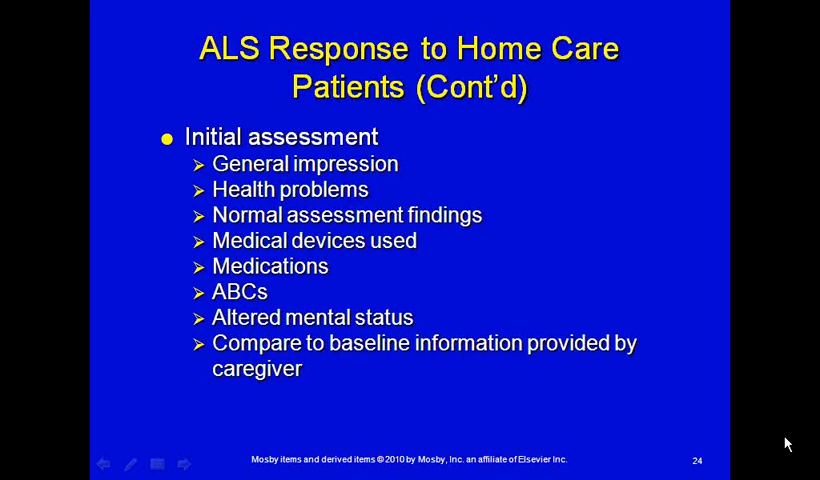 ALS Response to Home Care
Patients (Cont'd)
Initial assessment
General impression
Health problems
Normal assessment findings
Medical devices used
Medications
ABCs
Altered mental status
Compare to baseline information provided by
caregiver
Mosby items and derived items © 2010 by Mosby, Inc. an affiliate of Elsevier Inc.
24